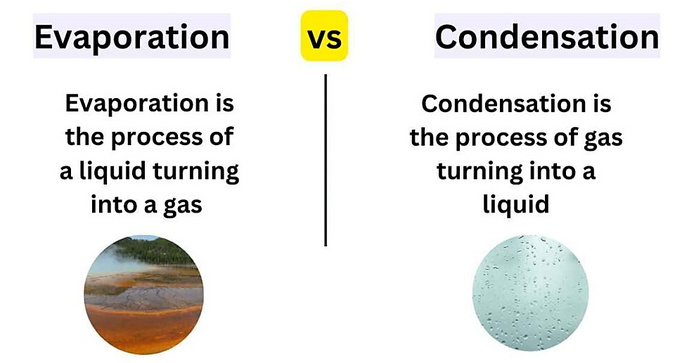 Evaporation
vs
Condensation
Evaporation is
the process of
a liquid turning
into a gas
Condensation is
the process of gas
turning into a
liquid